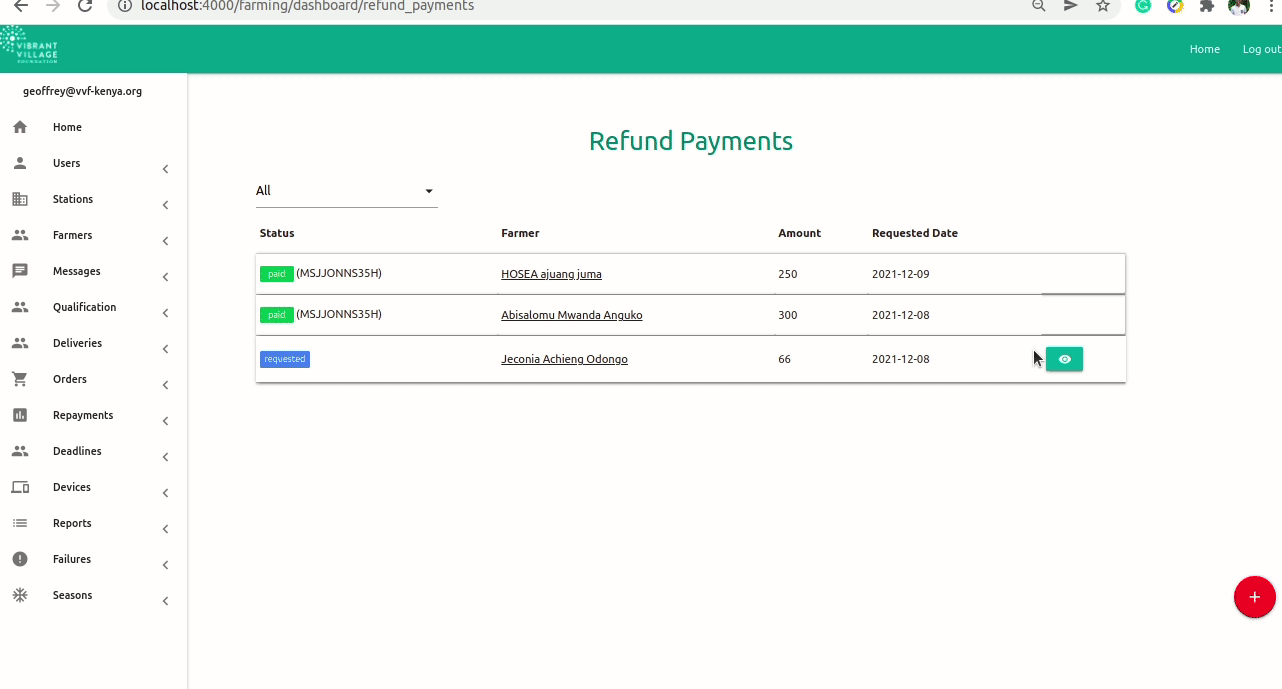 localhost:4000/farming/dashboard/refund_payments
VIBRANT
VILLAGE
FOUNDATION
Home
Log out
geoffrey@vvf-kenya.org
Home
Users
Stations
Farmers
Messages
Qualification
Deliveries
Orders
Repayments
Deadlines
Devices
Reports
Failures
Seasons
Refund Payments
All
Status Farmer Amount Requested Date
paid (MSJJONNS35H) HOSEA ajuang juma 250 2021-12-09
paid (MSJJONNS35H) Abisalomu Mwanda Anguko 300 2021-12-08
requested Jeconia Achieng Odongo 66 2021-12-08